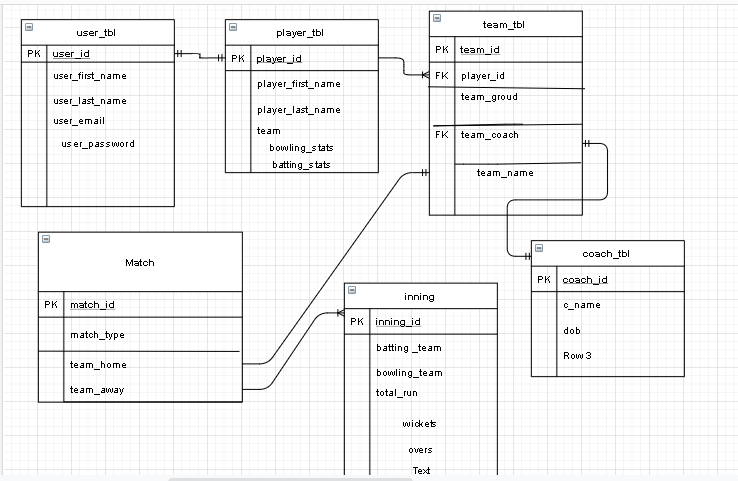 user_tbl
PK user_id
user_first_name
user_last_name
user_email
user_password
player_tbl
PK player_id
player_first_name
player_last_name
team
bowling_stats
batting_stats
team_tbl
PK team_id
FK player_id
team_groud
FK team_coach
team_name
Match
PK match_id
match_type
team_home
team_away
inning
PK inning_id
batting _team
bowling_team
total_run
wickets
overs
Text
coach_tbl
PK coach_id
c_name
dob
Row 3